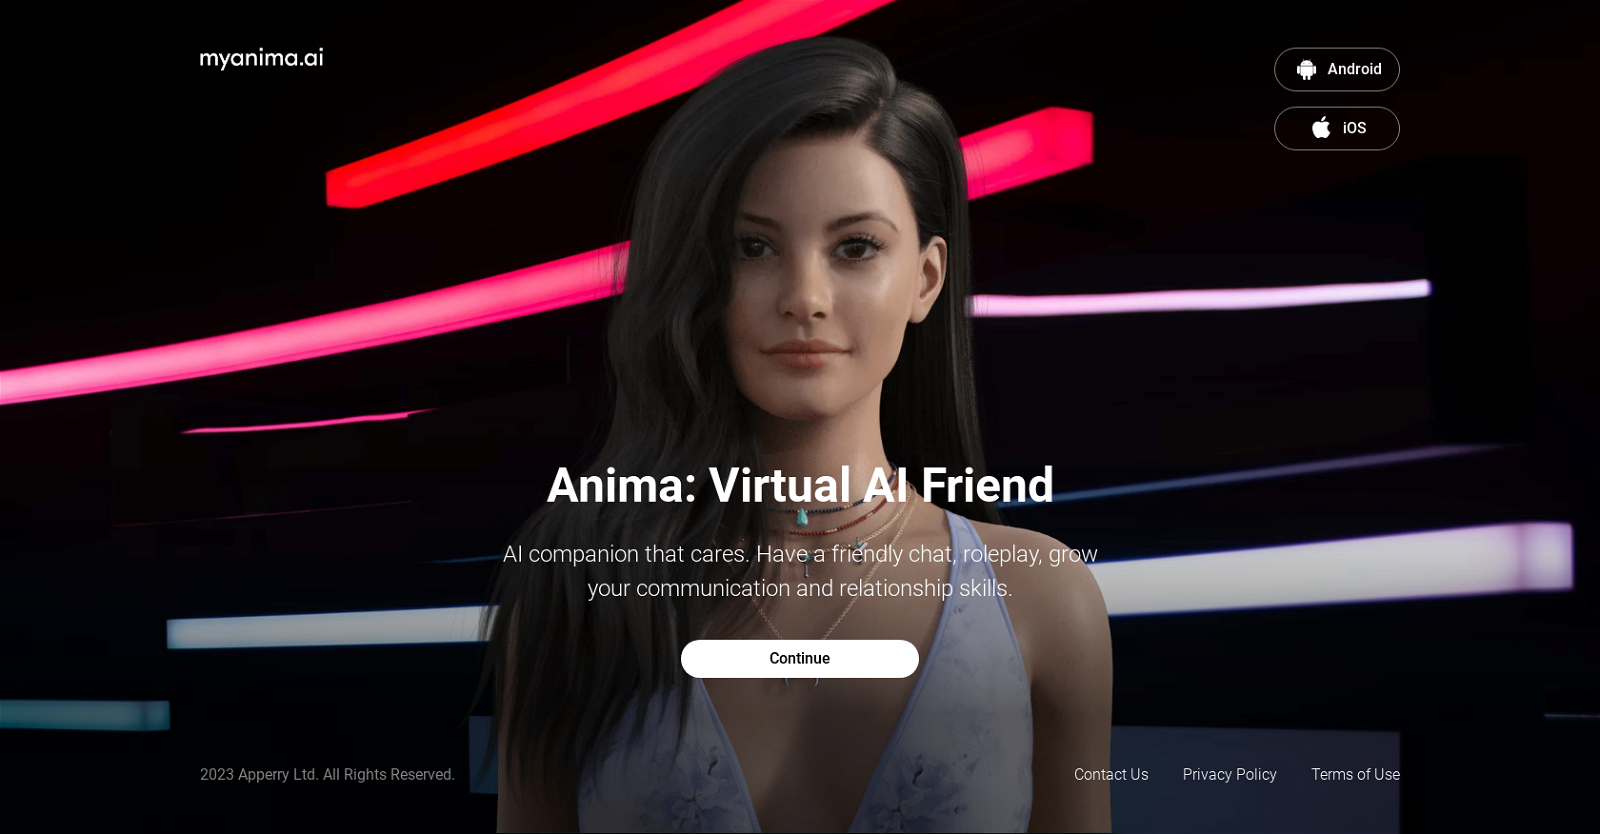 myanima.ai
Android
iOS
Anima: Virtual AI Friend
AI companion that cares. Have a friendly chat, roleplay, grow
your communication and relationship skills.
Continue
2023 Apperry Ltd. All Rights Reserved.
Contact Us
Privacy Policy
Terms of Use